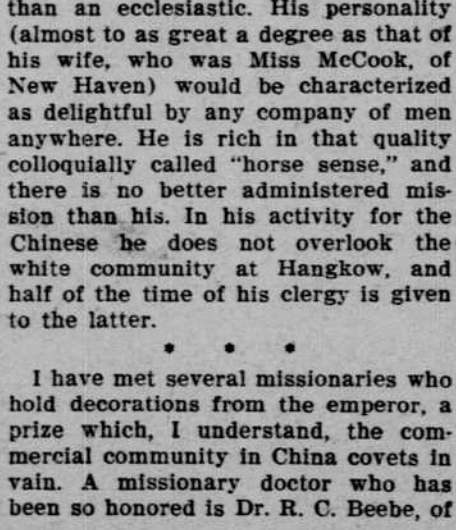 than an ecclesiastic. His personality
(almost to as great a degree as that of
his wife, who was Miss McCook, of
New Haven) would be characterized
as delightful by any company of men
anywhere. He is rich in that quality
colloquially called "horse sense," and
there is no better administered mis-
sion than his. In his activity for the
Chinese he does not overlook the
white community at Hangkow, and
half of the time of his clergy is given
to the latter.
* * *
I have met several missionaries who
hold decorations from the emperor, a
prize which, I understand, the com-
mercial community in China covets in
vain. A missionary doctor who has
been so honored is Dr. R. C. Beebe, of